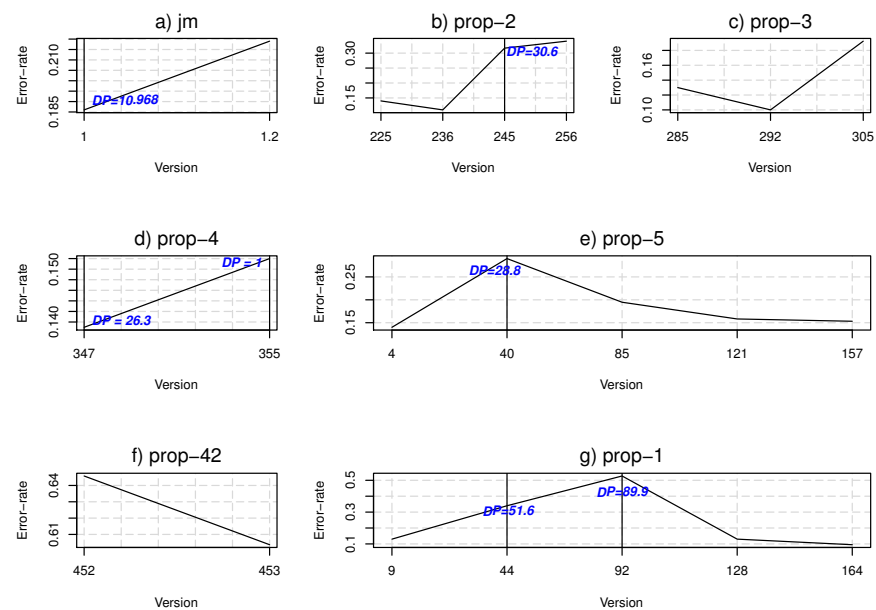 a) jm
Error−rate
0.185
0.210
DP=10.968
1
1.2
Version
b) prop−2
Error−rate
0.15
0.30
DP=30.6
225
236
245
256
Version
c) prop−3
Error−rate
0.10
0.16
285
292
305
Version
d) prop−4
Error−rate
0.140
0.150
DP = 1
DP = 26.3
347
355
Version
e) prop−5
Error−rate
0.15
0.25
DP=28.8
4
40
85
121
157
Version
f) prop−42
Error−rate
0.61
0.64
452
453
Version
g) prop−1
Error−rate
0.1
0.3
0.5
DP=51.6
DP=89.9
9
44
92
128
164
Version